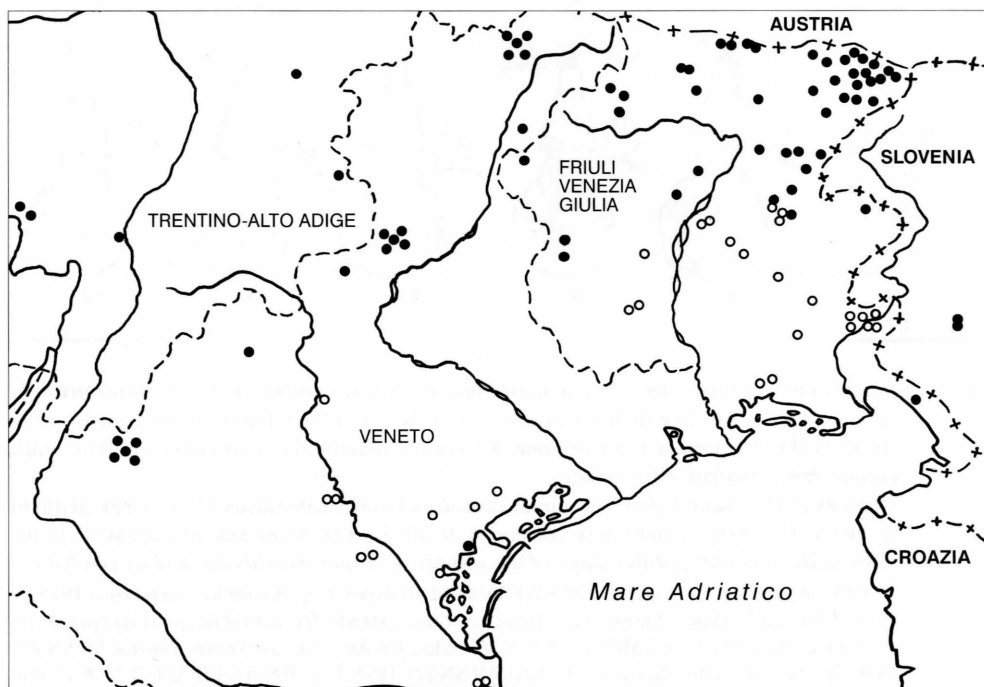 AUSTRIA
SLOVENIA
FRIULI
VENEZIA
GIULIA
TRENTINO-ALTO ADIGE
VENETO
CROAZIA
Mare Adriatico